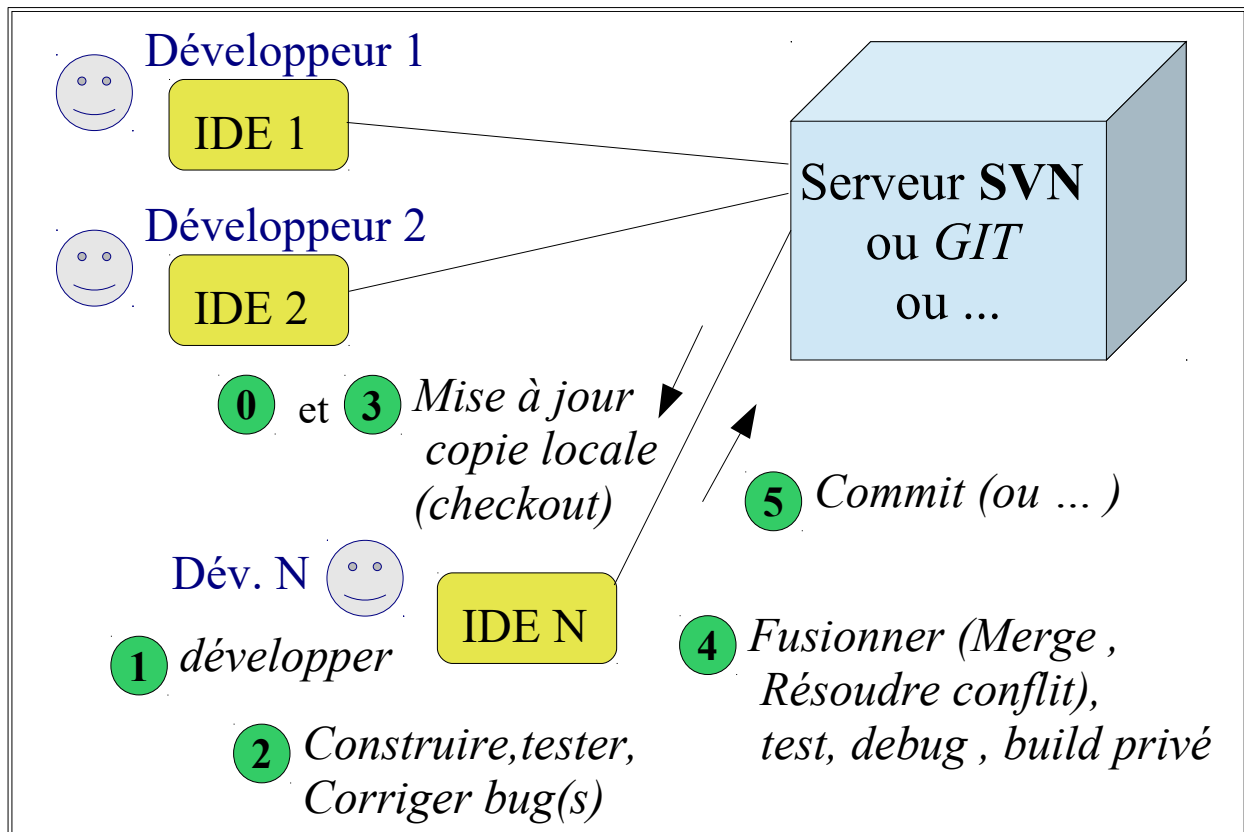 Développeur 1
IDE 1
Développeur 2
IDE 2
Serveur SVN
ou GIT
ou ...
0 et 3 Mise à jour
copie locale
(checkout)
5 Commit (ou ... )
Dév. N
IDE N
1 développer
2 Construire,tester,
Corriger bug(s)
4 Fusionner (Merge ,
Résoudre conflit),
test, debug , build privé